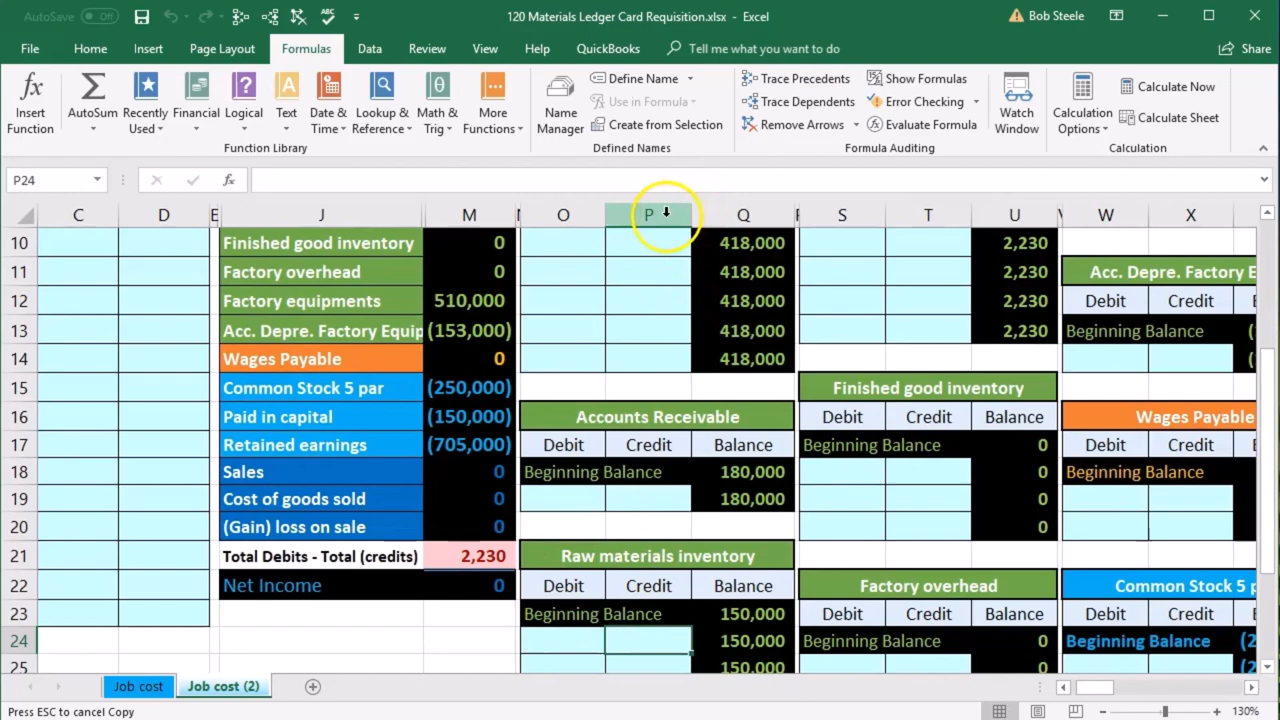 AutoSave Off 120 Materials Ledger Card Requisition.xlsx - Excel Bob Steele
File Home Insert Page Layout Formulas Data Review View Help QuickBooks Tell me what you want to do Share
Insert Function AutoSum Recently Used Financial Logical Text Date & Time Lookup & Reference Math & Trig More Functions Function Library
Name Manager Define Name Use in Formula Create from Selection Defined Names
Trace Precedents Trace Dependents Remove Arrows Show Formulas Error Checking Evaluate Formula Watch Window Formula Auditing
Calculation Options Calculate Now Calculate Sheet Calculation
P24 fx
C D E J M N O P Q R S T U V W X
10 Finished good inventory 0 418,000 2,230
11 Factory overhead 0 418,000 2,230 Acc. Depre. Factory E
12 Factory equipments 510,000 418,000 2,230 Debit Credit
13 Acc. Depre. Factory Equip (153,000) 418,000 2,230 Beginning Balance (
14 Wages Payable 0 418,000 (
15 Common Stock 5 par (250,000) Finished good inventory
16 Paid in capital (150,000) Accounts Receivable Debit Credit Balance Wages Payable
17 Retained earnings (705,000) Debit Credit Balance Beginning Balance 0 Debit Credit
18 Sales 0 Beginning Balance 180,000 0 Beginning Balance
19 Cost of goods sold 0 180,000 0
20 (Gain) loss on sale 0 0
21 Total Debits - Total (credits) 2,230 Raw materials inventory
22 Net Income 0 Debit Credit Balance Factory overhead Common Stock 5 p
23 Beginning Balance 150,000 Debit Credit Balance Debit Credit
24 150,000 Beginning Balance 0 Beginning Balance (2
25 150,000 0 (2
Job cost Job cost (2)
Press ESC to cancel Copy 130%